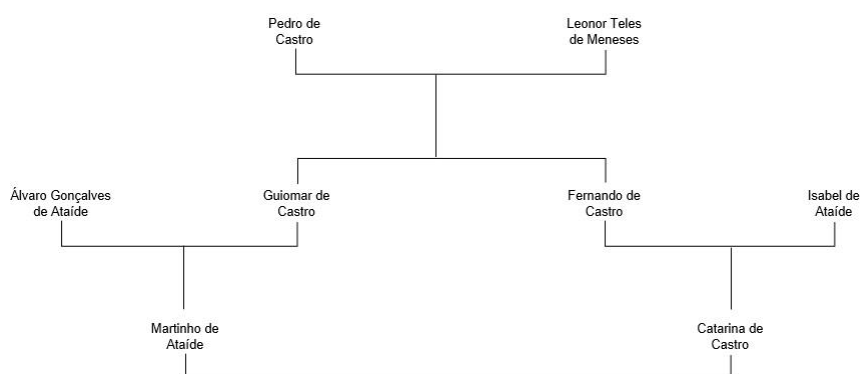 Pedro de
Castro
Leonor Teles
de Meneses
Álvaro Gonçalves
de Ataíde
Guiomar de
Castro
Fernando de
Castro
Isabel de
Ataíde
Martinho de
Ataíde
Catarina de
Castro